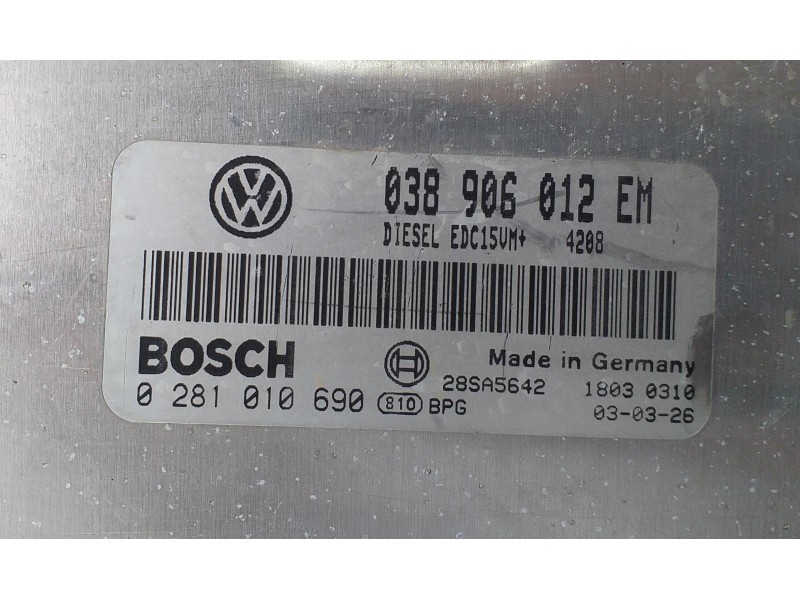 038 906 012 EM
DIESEL EDC15VM+ 4208
BOSCH
Made in Germany
28SA5642 1803 0310
0 281 010 690 810 BPG 03-03-26